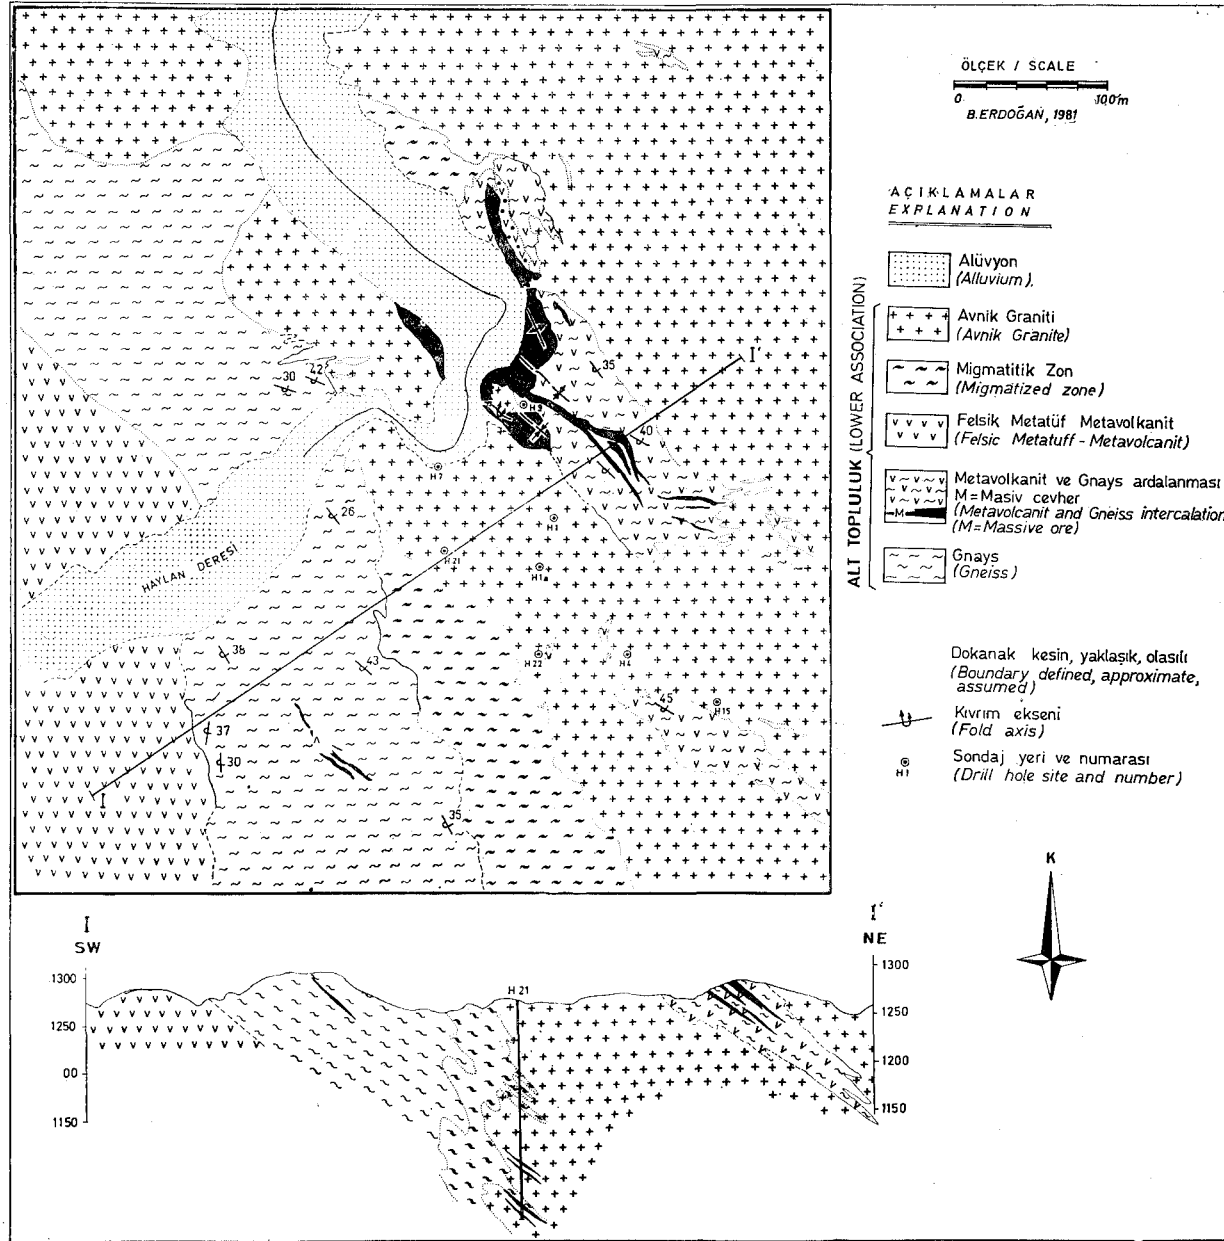 ÖLÇEK / SCALE
0 100m
B.ERDOĞAN, 1981
AÇIKLAMALAR
EXPLANATION
Alüvyon
(Alluvium).
Avnik Graniti
(Avnik Granite)
Migmatitik Zon
(Migmatized zone)
Felsik Metatüf Metavolkanit
(Felsic Metatuff - Metavolcanit)
Metavolkanit ve Gnays ardalanması
M=Masiv cevher
(Metavolcanit and Gneiss intercalation
(M=Massive ore)
M
Gnays
(Gneiss)
ALT TOPLULUK (LOWER ASSOCIATION)
Dokanak kesin, yaklaşık, olasılı
(Boundary defined, approximate,
assumed)
Kıvrım ekseni
(Fold axis)
Sondaj yeri ve numarası
H1
(Drill hole site and number)
K
35
I'
30
42
H9
40
H7
26
H1
H21
H1a
HAYLAN DERESİ
38
43
H22
H4
45
H15
37
30
I
35
I
SW
I'
NE
1300
1250
00
1150
H 21
1300
1250
1200
1150